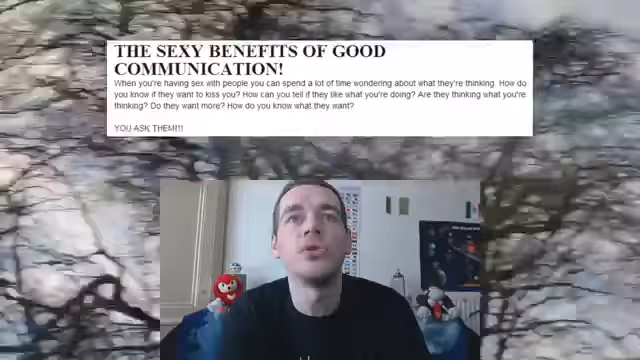 THE SEXY BENEFITS OF GOOD
COMMUNICATION!
When you're having sex with people you can spend a lot of time wondering about what they're thinking. How do
you know if they want to kiss you? How can you tell if they like what you're doing? Are they thinking what you're
thinking? Do they want more? How do you know what they want?
YOU ASK THEM!!!